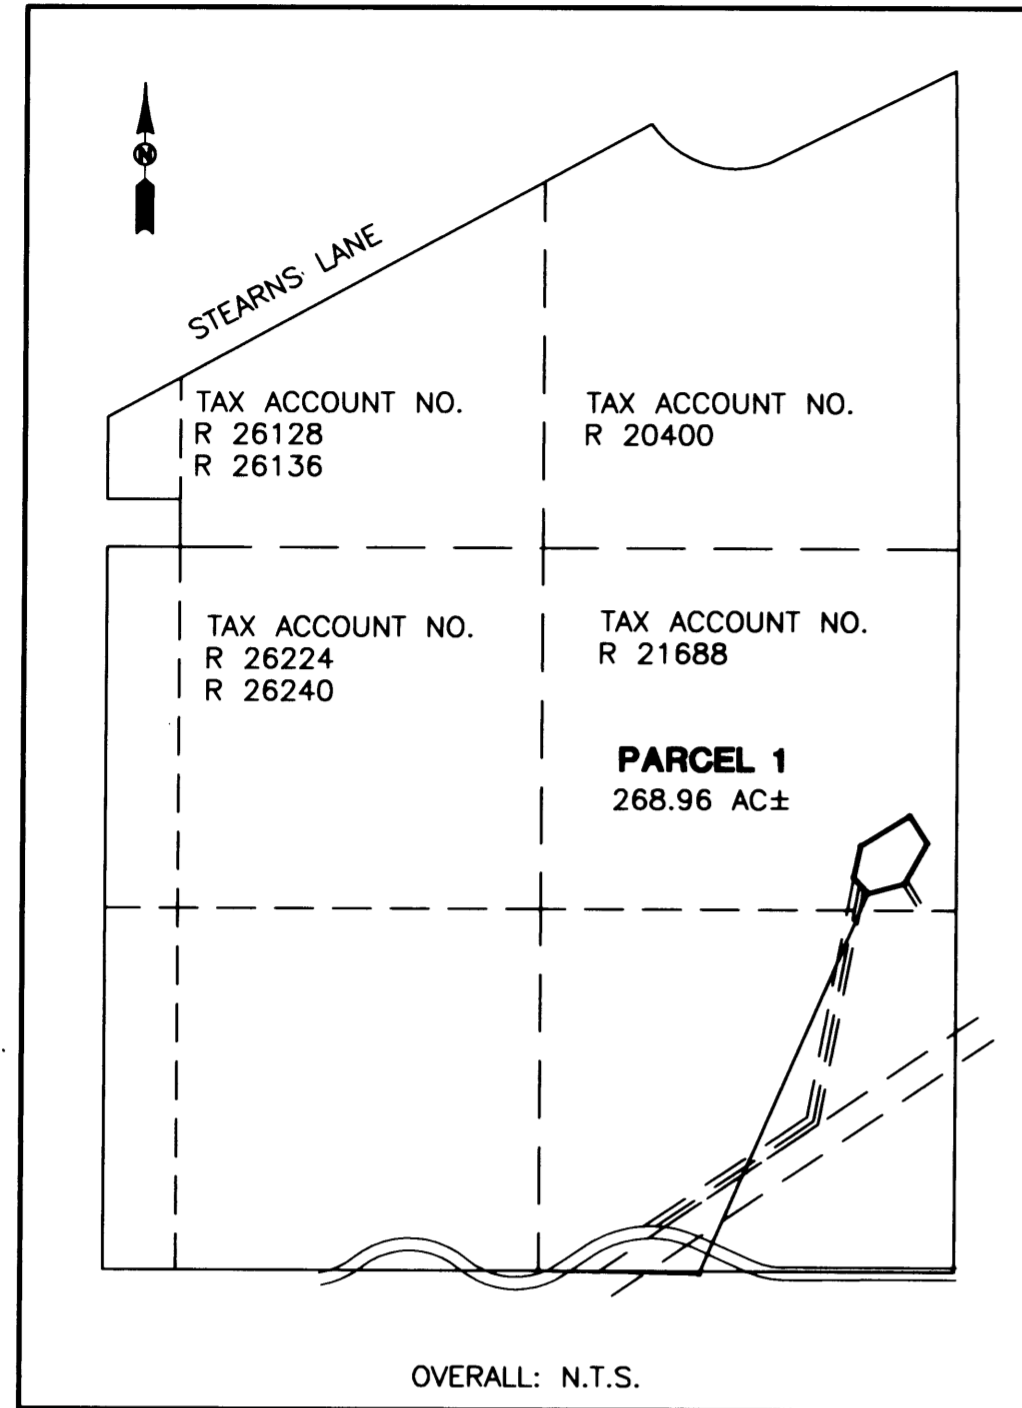 N
STEARNS LANE
TAX ACCOUNT NO.
R 26128
R 26136
TAX ACCOUNT NO.
R 20400
TAX ACCOUNT NO.
R 26224
R 26240
TAX ACCOUNT NO.
R 21688
PARCEL 1
268.96 AC±
OVERALL: N.T.S.